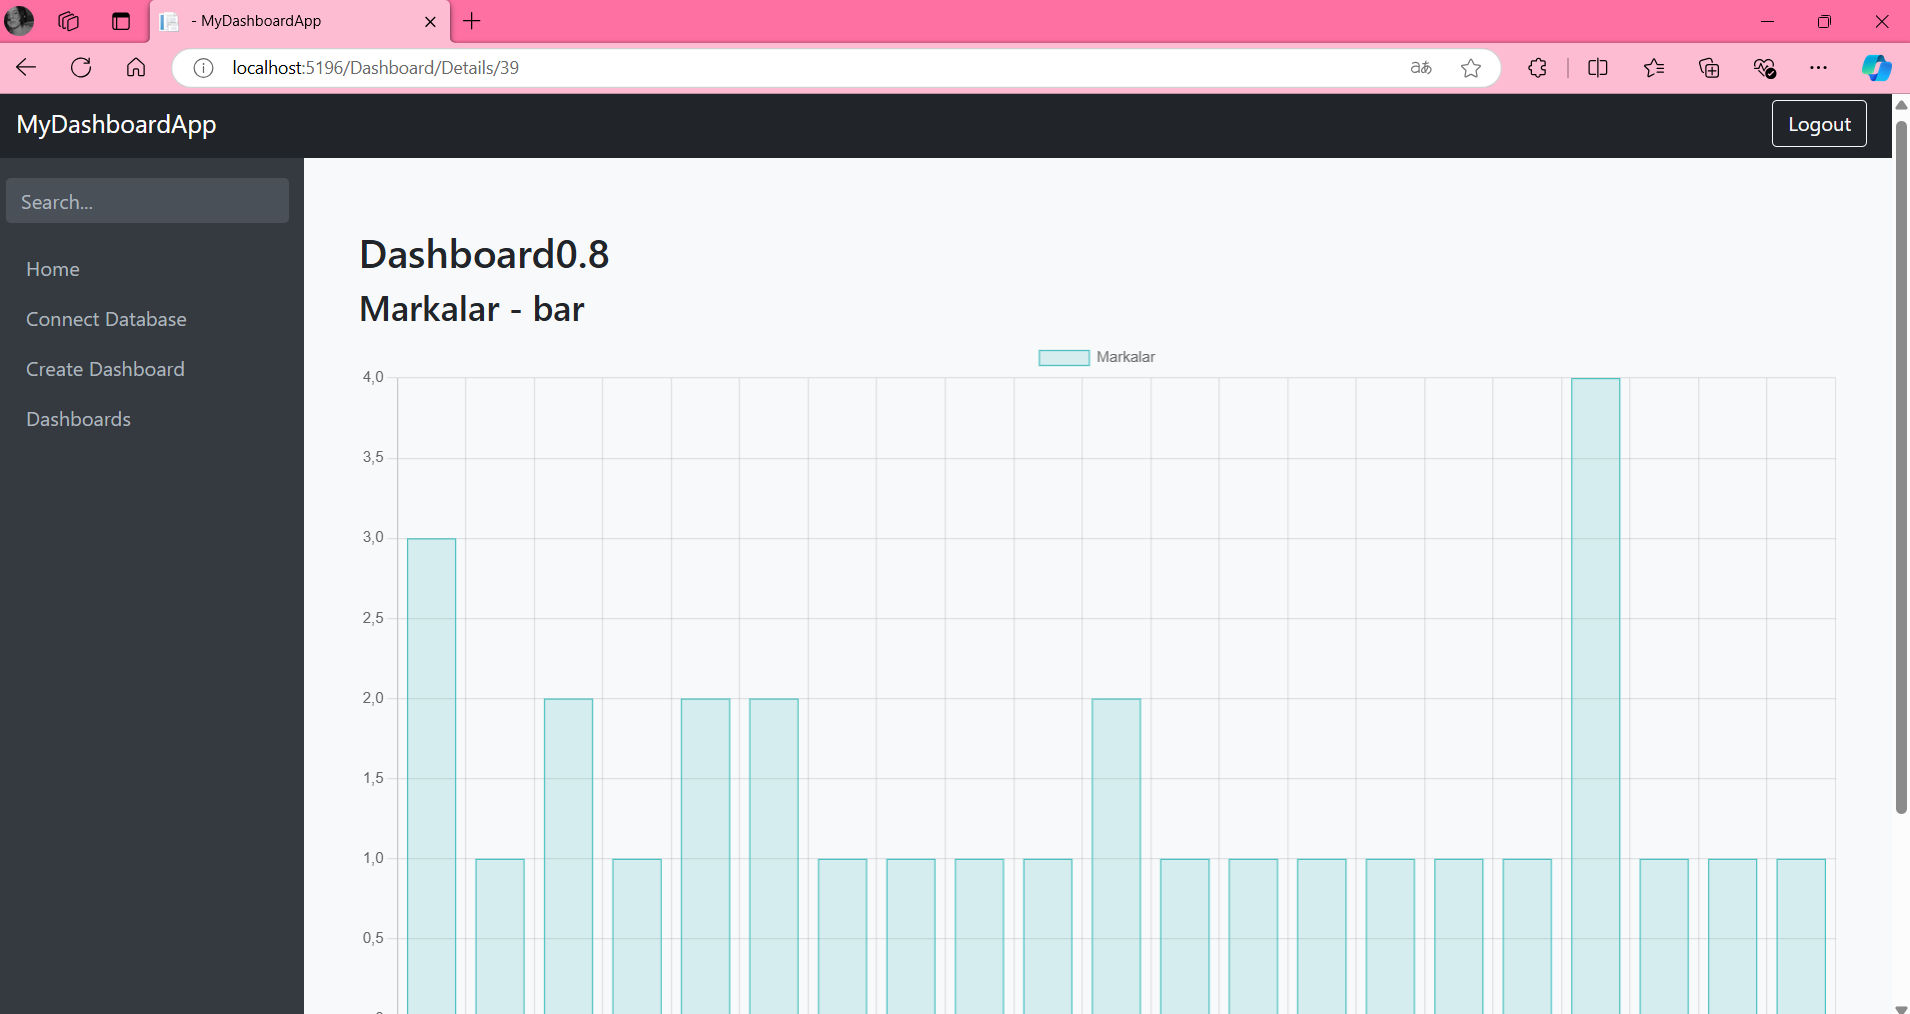 - MyDashboardApp
localhost:5196/Dashboard/Details/39
MyDashboardApp
Logout
Search...
Home
Connect Database
Create Dashboard
Dashboards
Dashboard0.8
Markalar - bar
Markalar
4,0
3,5
3,0
2,5
2,0
1,5
1,0
0,5